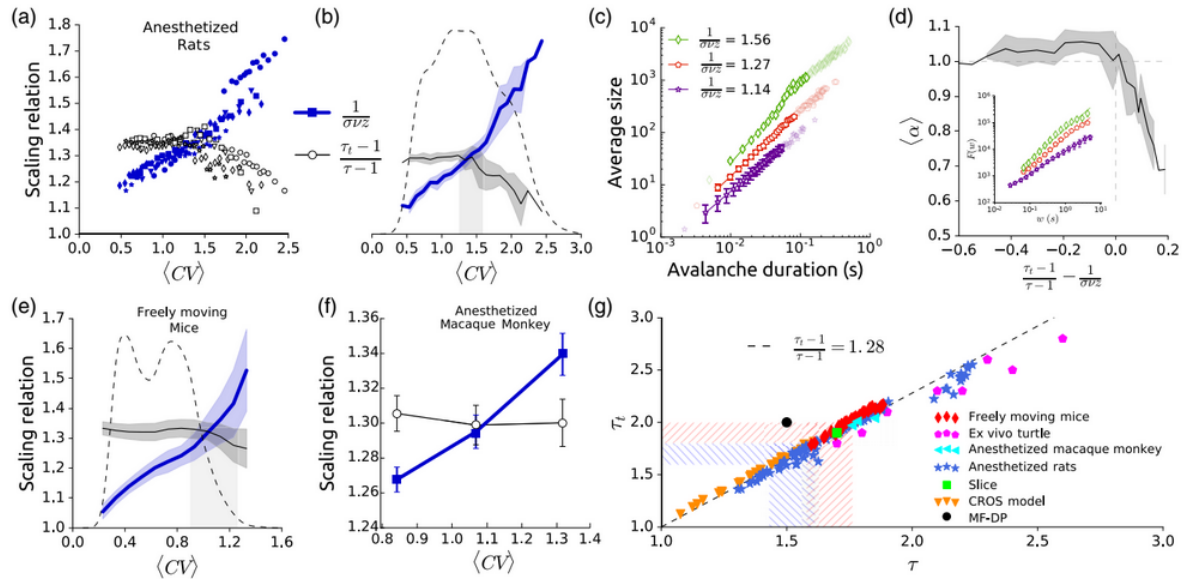 (a)
Anesthetized
Rats
Scaling relation
1.8
1.7
1.6
1.5
1.4
1.3
1.2
1.1
1.0
0.0 0.5 1.0 1.5 2.0 2.5
⟨CV⟩
(b)
1/σνz
τt − 1/τ − 1
0.0 0.5 1.0 1.5 2.0 2.5 3.0
⟨CV⟩
(c)
1/σνz = 1.56
1/σνz = 1.27
1/σνz = 1.14
Average size
10^4
10^3
10^2
10^1
10^0
10^-3 10^-2 10^-1 10^0
Avalanche duration (s)
(d)
⟨α⟩
1.1
1.0
0.9
0.8
0.7
0.6
0.5
F(w)
10^6
10^5
10^4
10^3
10^2
10^-2 10^-1 10^0 10^1
w (s)
-0.6 -0.4 -0.2 0.0 0.2
τt−1/τ−1 − 1/σνz
(e)
Freely moving
Mice
Scaling relation
1.7
1.6
1.5
1.4
1.3
1.2
1.1
1.0
0.0 0.4 0.8 1.2 1.6
⟨CV⟩
(f)
Anesthetized
Macaque Monkey
Scaling relation
1.36
1.34
1.32
1.30
1.28
1.26
1.24
0.8 0.9 1.0 1.1 1.2 1.3 1.4
⟨CV⟩
(g)
τt−1/τ−1 = 1.28
τt
3.0
2.5
2.0
1.5
1.0
Freely moving mice
Ex vivo turtle
Anesthetized macaque monkey
Anesthetized rats
Slice
CROS model
MF-DP
1.0 1.5 2.0 2.5 3.0
τ